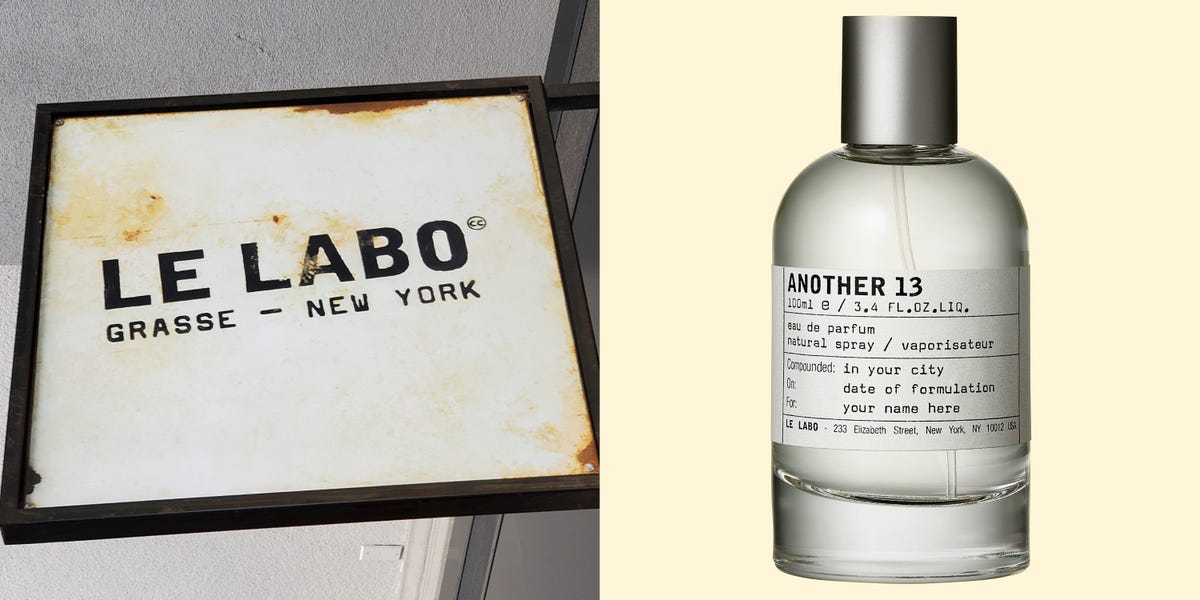 LE LABO cc
GRASSE — NEW YORK
ANOTHER 13
100ml e / 3.4 FL.OZ.LIQ.
eau de parfum
natural spray / vaporisateur
Compounded: in your city
On: date of formulation
For: your name here
LE LABO - 233 Elizabeth Street, New York, NY 10012 USA